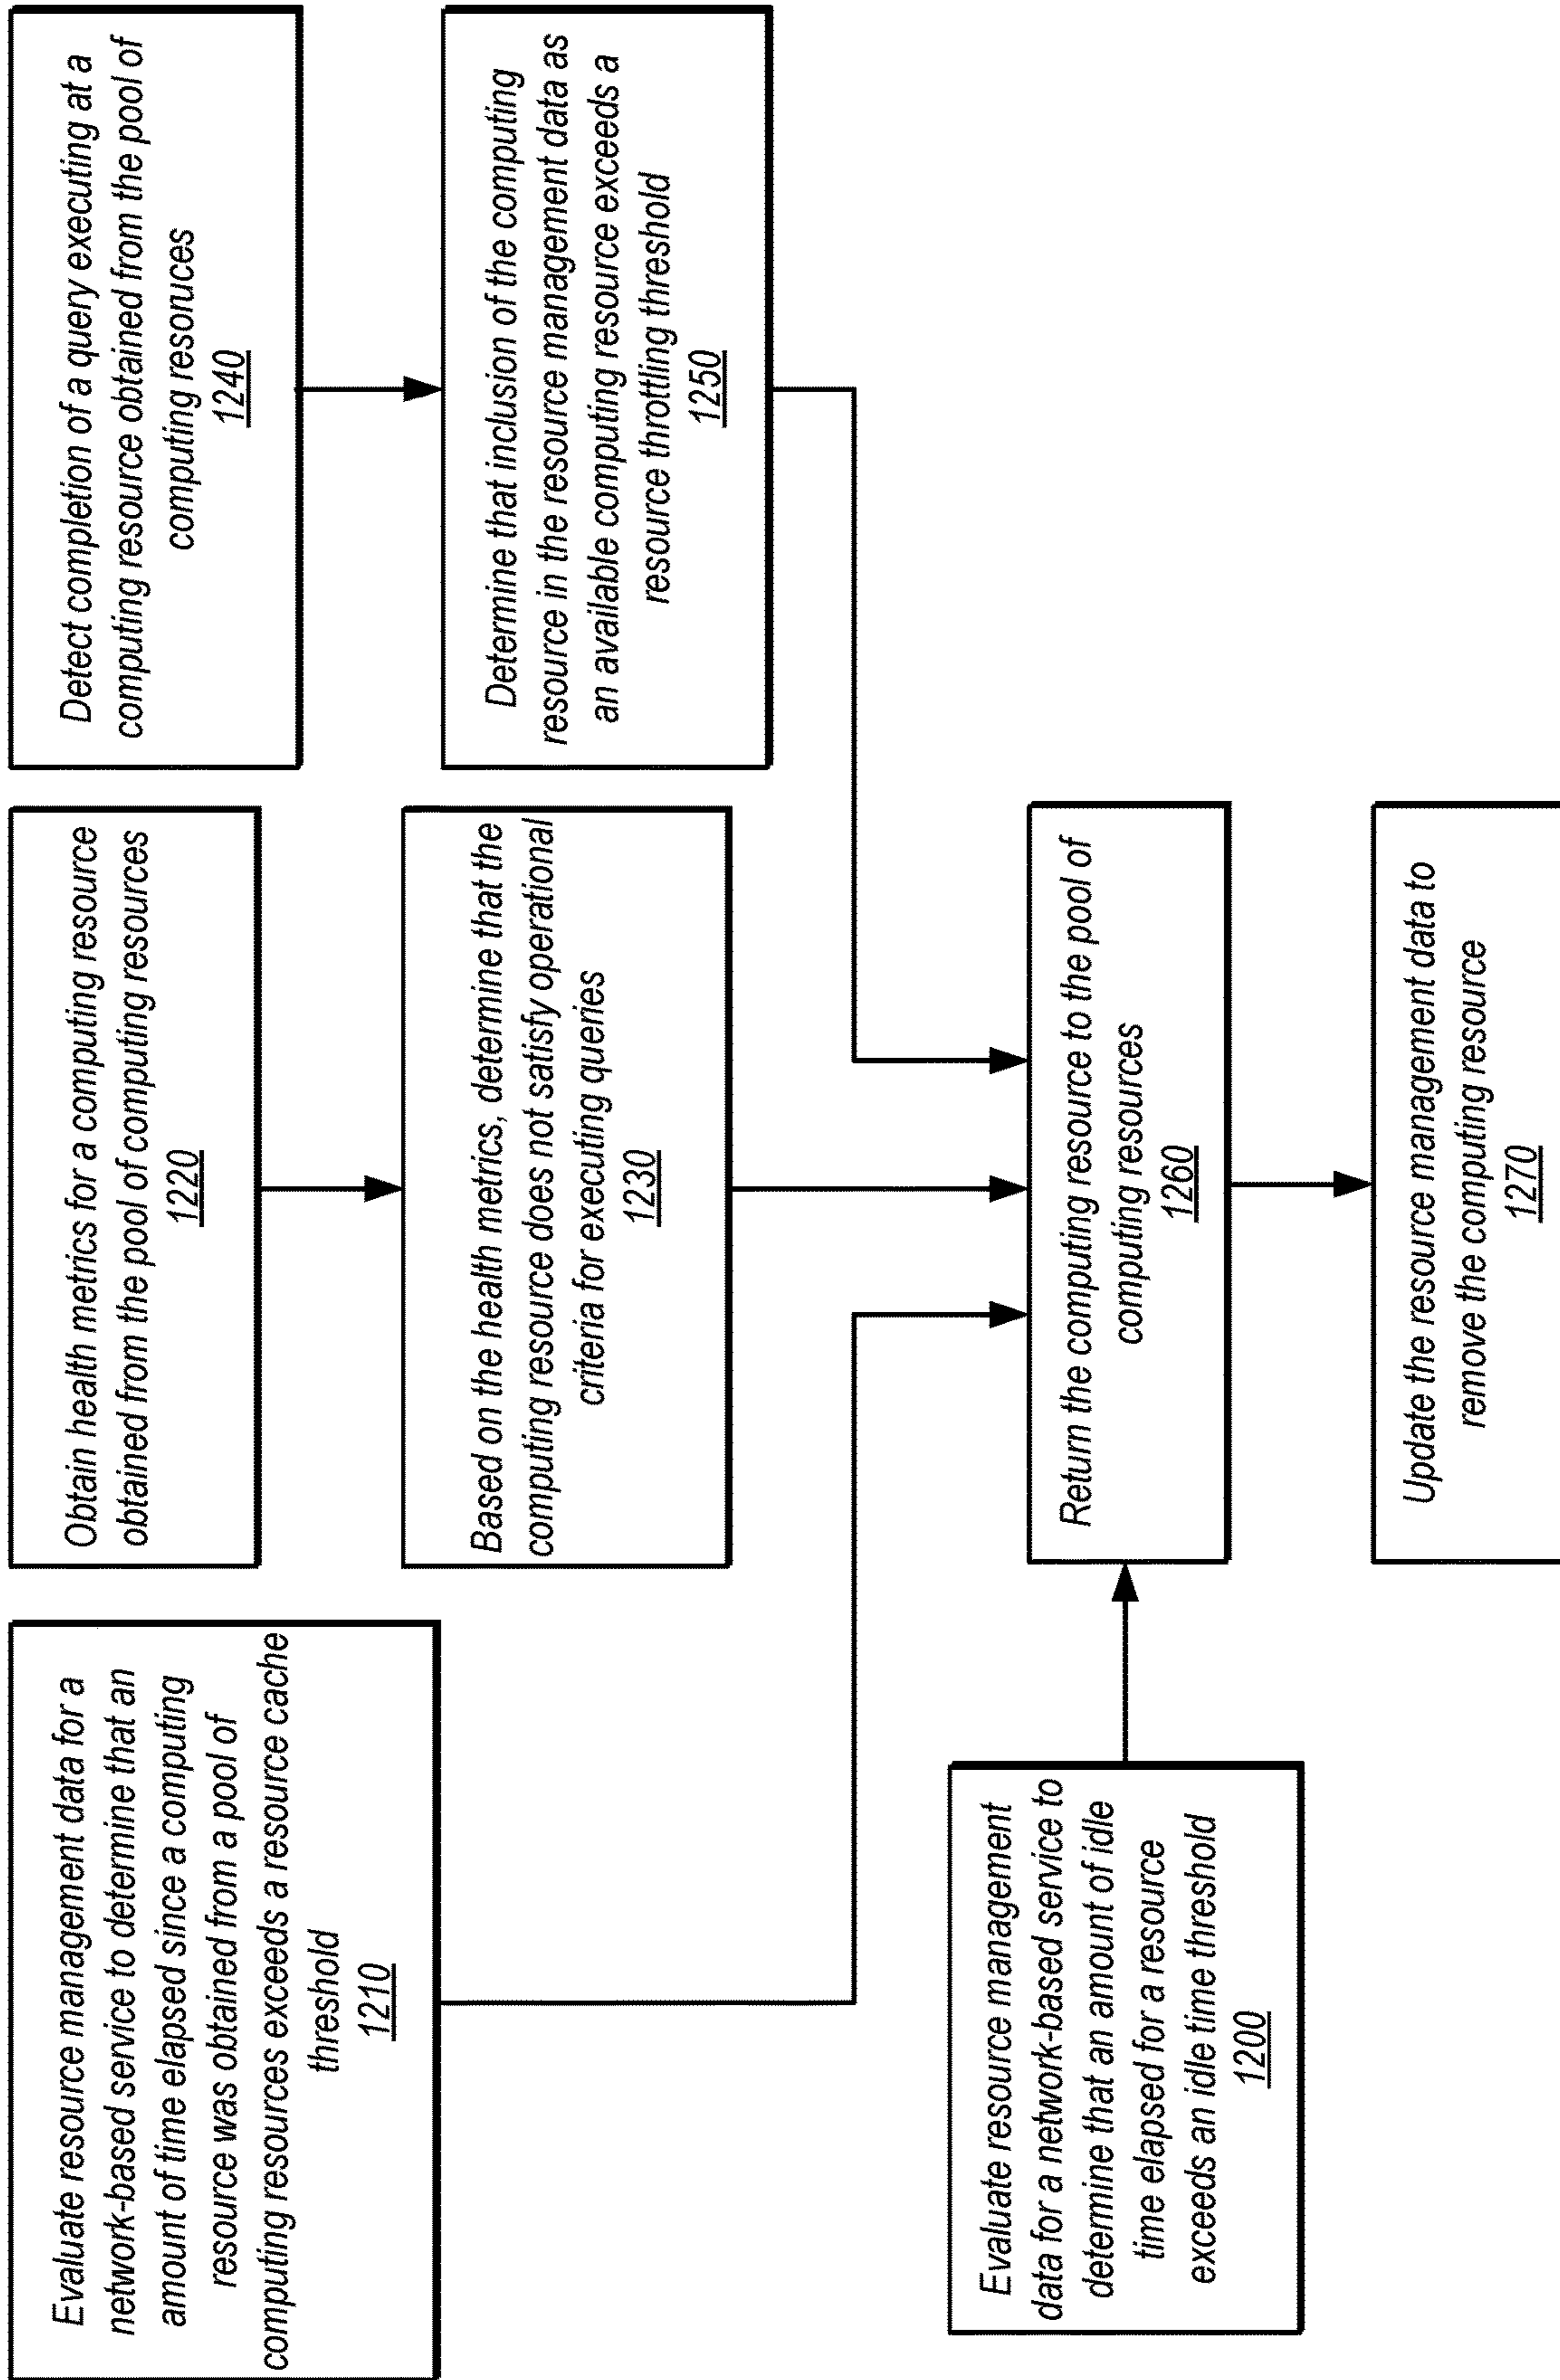 Evaluate resource management data for a
network-based service to determine that an
amount of time elapsed since a computing
resource was obtained from a pool of
computing resources exceeds a resource cache
threshold
1210
Obtain health metrics for a computing resource
obtained from the pool of computing resources
1220
Detect completion of a query executing at a
computing resource obtained from the pool of
computing resoruces
1240
Based on the health metrics, determine that the
computing resource does not satisfy operational
criteria for executing queries
1230
Determine that inclusion of the computing
resource in the resource management data as
an available computing resource exceeds a
resource throttling threshold
1250
Evaluate resource management
data for a network-based service to
determine that an amount of idle
time elapsed for a resource
exceeds an idle time threshold
1200
Return the computing resource to the pool of
computing resources
1260
Update the resource management data to
remove the computing resource
1270